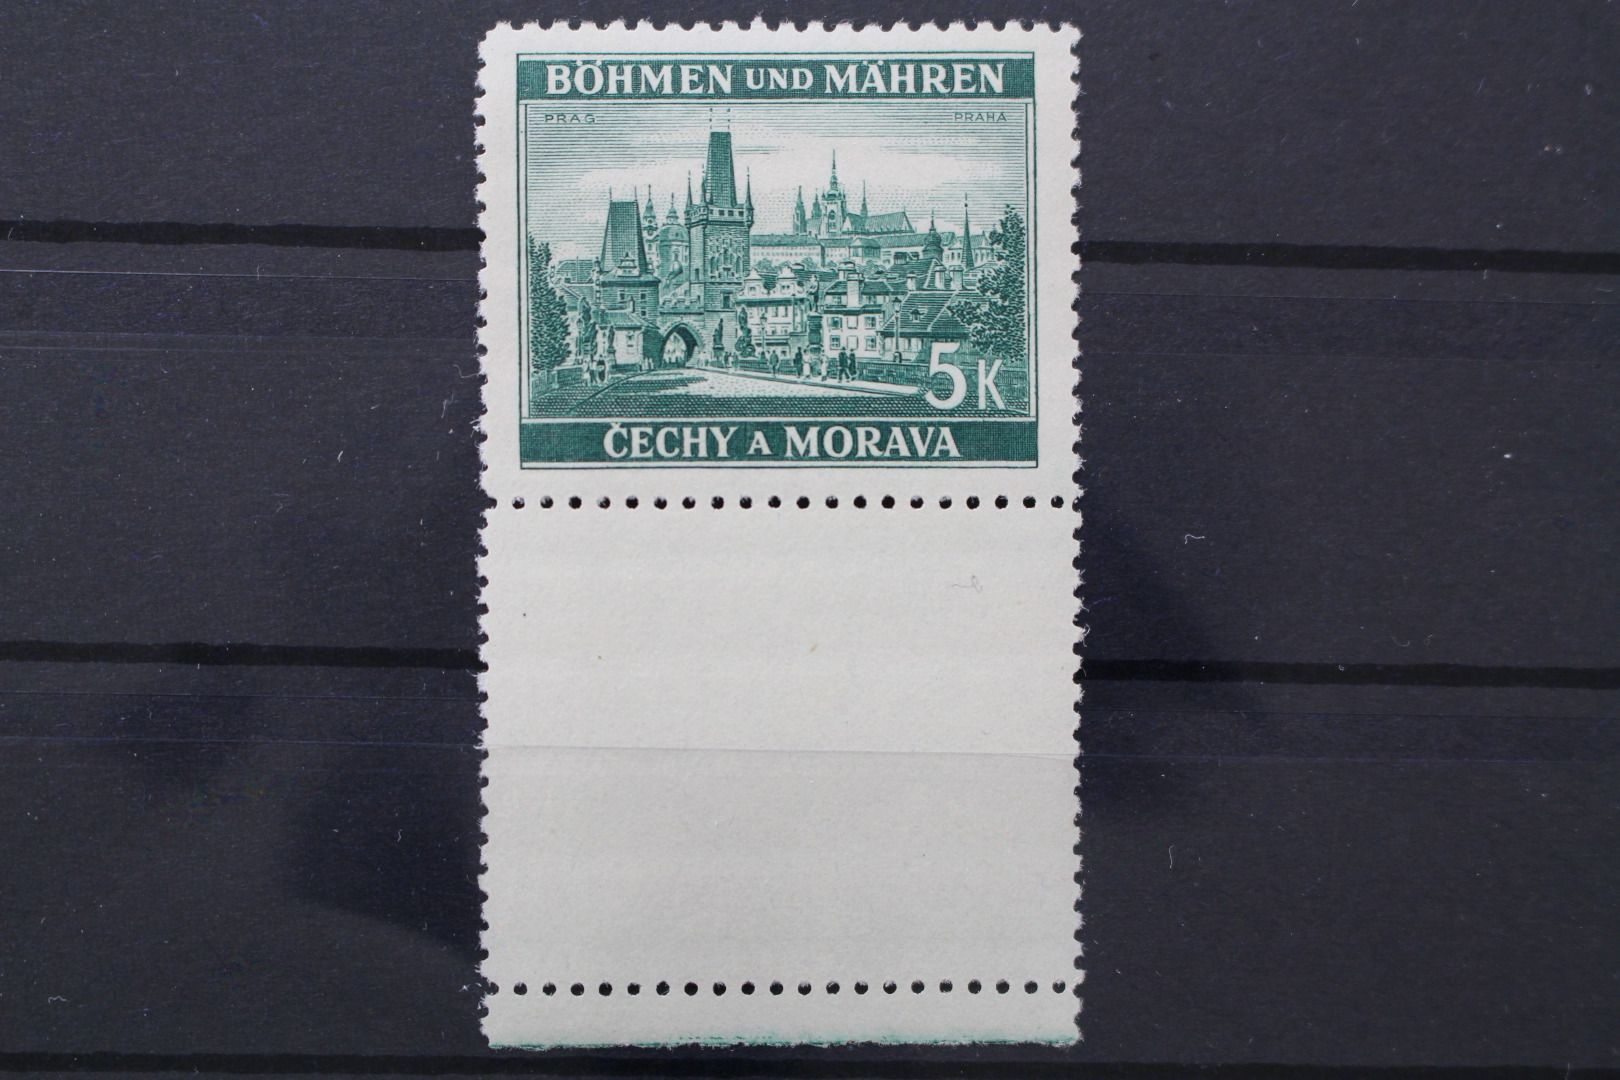 BÖHMEN UND MÄHREN
PRAG PRAHA
5K
ČECHY A MORAVA